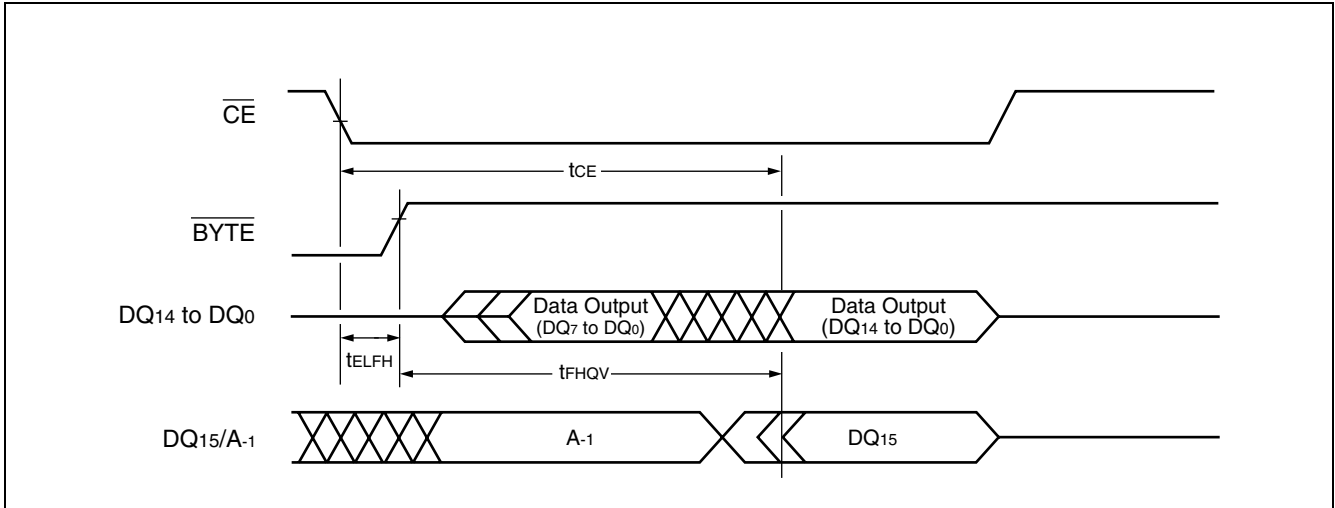 CE
tCE
BYTE
DQ14 to DQ0
Data Output
(DQ7 to DQ0)
Data Output
(DQ14 to DQ0)
tELFH
tFHQV
DQ15/A-1
A-1
DQ15